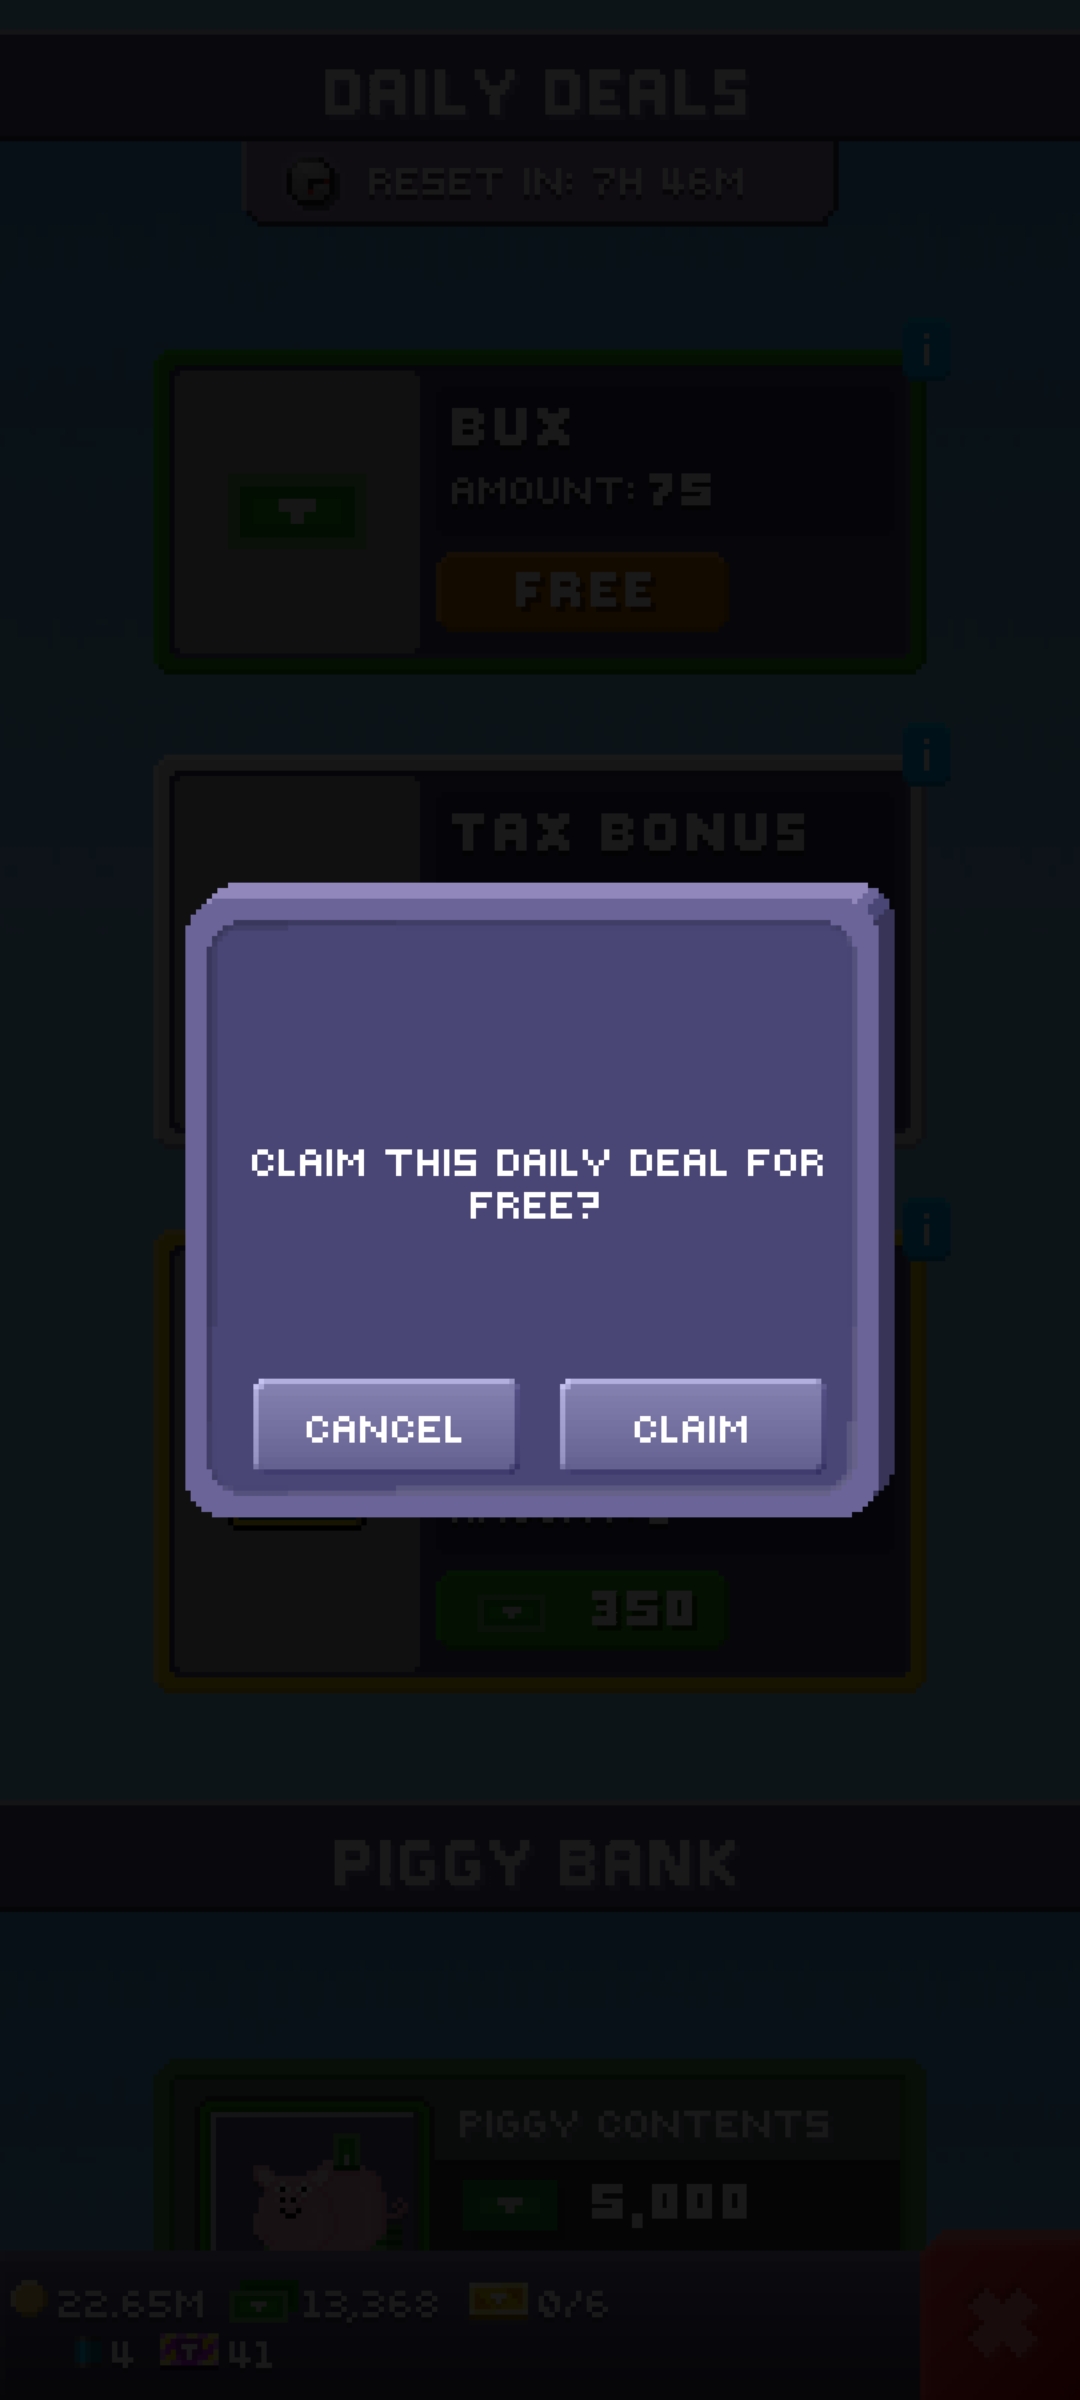 DAILY DEALS
RESET IN: 7H 46M
i
BUX
AMOUNT: 75
FREE
i
TAX BONUS
CLAIM THIS DAILY DEAL FOR
FREE?
i
CANCEL
CLAIM
350
PIGGY BANK
PIGGY CONTENTS
5,000
22.65M 13,368 0/6
4 41